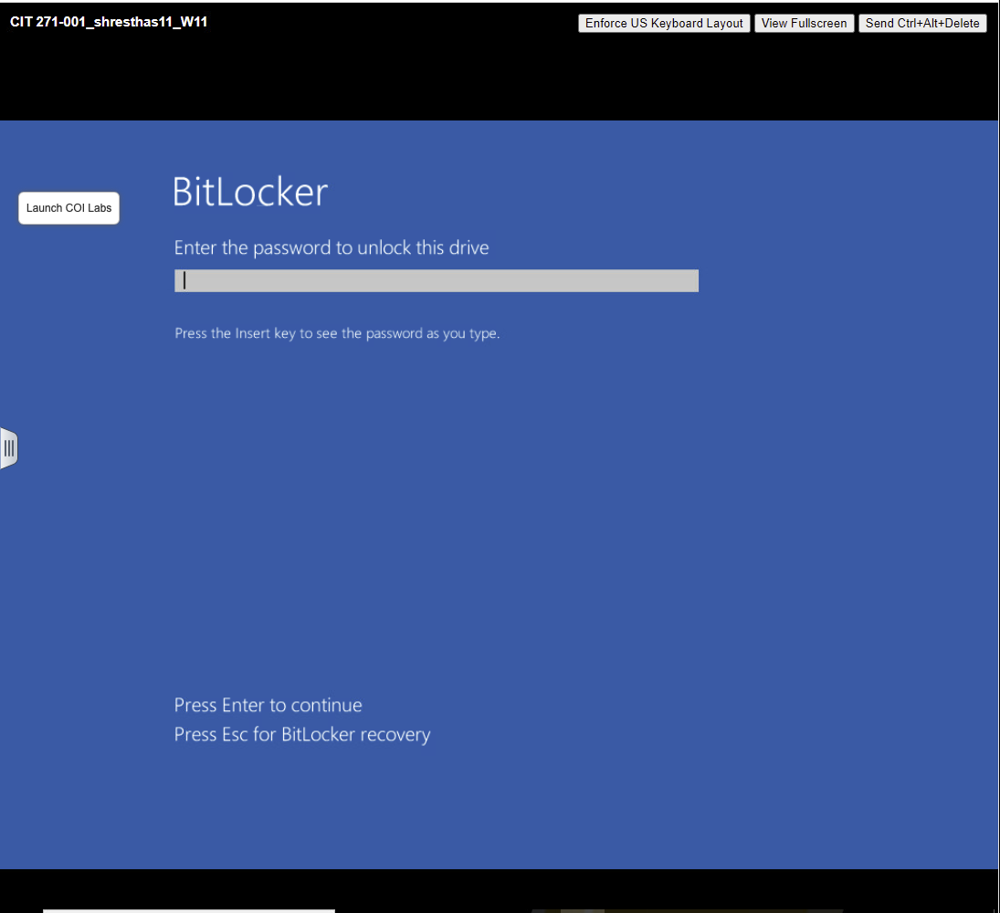 CIT 271-001_shresthas11_W11
Enforce US Keyboard Layout View Fullscreen Send Ctrl+Alt+Delete
Launch COI Labs
BitLocker
Enter the password to unlock this drive
Press the Insert key to see the password as you type.
Press Enter to continue
Press Esc for BitLocker recovery